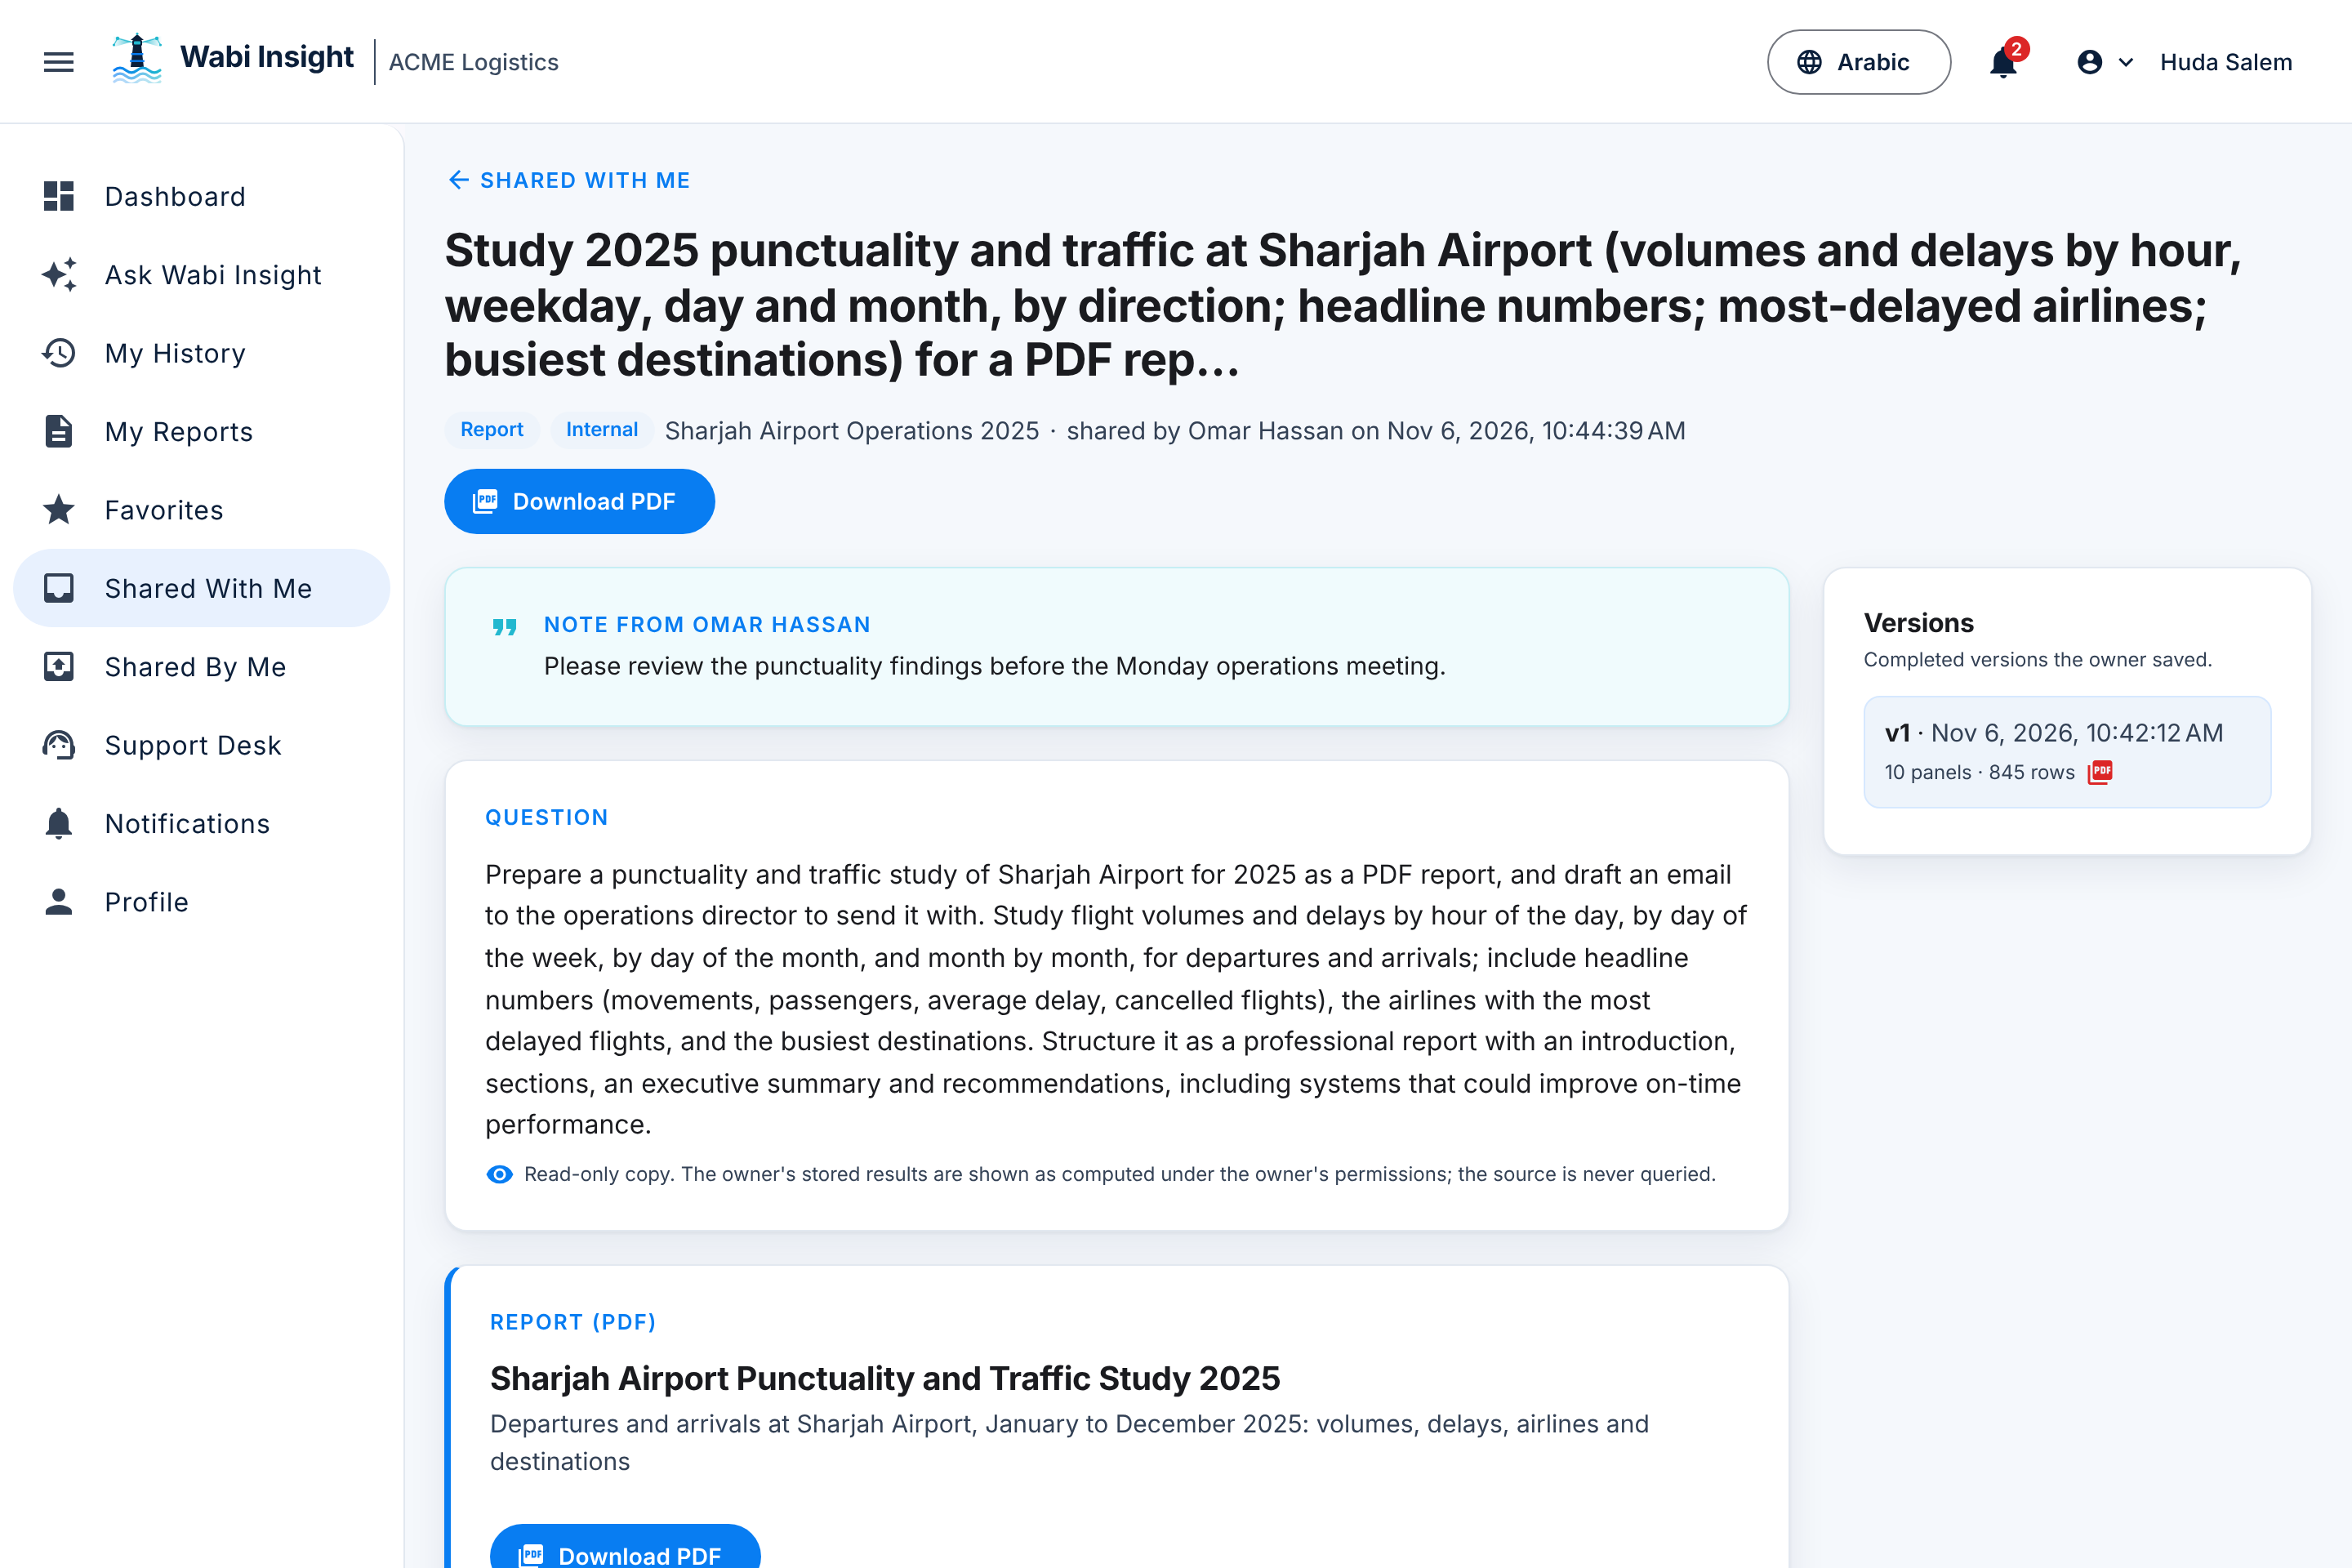 Wabi Insight
ACME Logistics
Arabic
2
Huda Salem
Dashboard
Ask Wabi Insight
My History
My Reports
Favorites
Shared With Me
Shared By Me
Support Desk
Notifications
Profile
SHARED WITH ME
Study 2025 punctuality and traffic at Sharjah Airport (volumes and delays by hour,
weekday, day and month, by direction; headline numbers; most-delayed airlines;
busiest destinations) for a PDF rep…
Report Internal Sharjah Airport Operations 2025 · shared by Omar Hassan on Nov 6, 2026, 10:44:39 AM
PDF Download PDF
NOTE FROM OMAR HASSAN
Please review the punctuality findings before the Monday operations meeting.
QUESTION
Prepare a punctuality and traffic study of Sharjah Airport for 2025 as a PDF report, and draft an email
to the operations director to send it with. Study flight volumes and delays by hour of the day, by day of
the week, by day of the month, and month by month, for departures and arrivals; include headline
numbers (movements, passengers, average delay, cancelled flights), the airlines with the most
delayed flights, and the busiest destinations. Structure it as a professional report with an introduction,
sections, an executive summary and recommendations, including systems that could improve on-time
performance.
Read-only copy. The owner's stored results are shown as computed under the owner's permissions; the source is never queried.
REPORT (PDF)
Sharjah Airport Punctuality and Traffic Study 2025
Departures and arrivals at Sharjah Airport, January to December 2025: volumes, delays, airlines and
destinations
PDF Download PDF
Versions
Completed versions the owner saved.
v1 · Nov 6, 2026, 10:42:12 AM
10 panels · 845 rows PDF